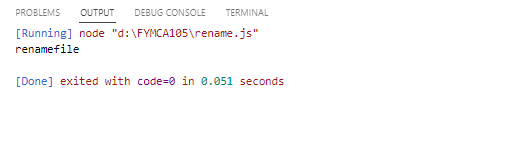 PROBLEMS OUTPUT DEBUG CONSOLE TERMINAL
[Running] node "d:\FYMCA105\rename.js"
renamefile
[Done] exited with code=0 in 0.051 seconds